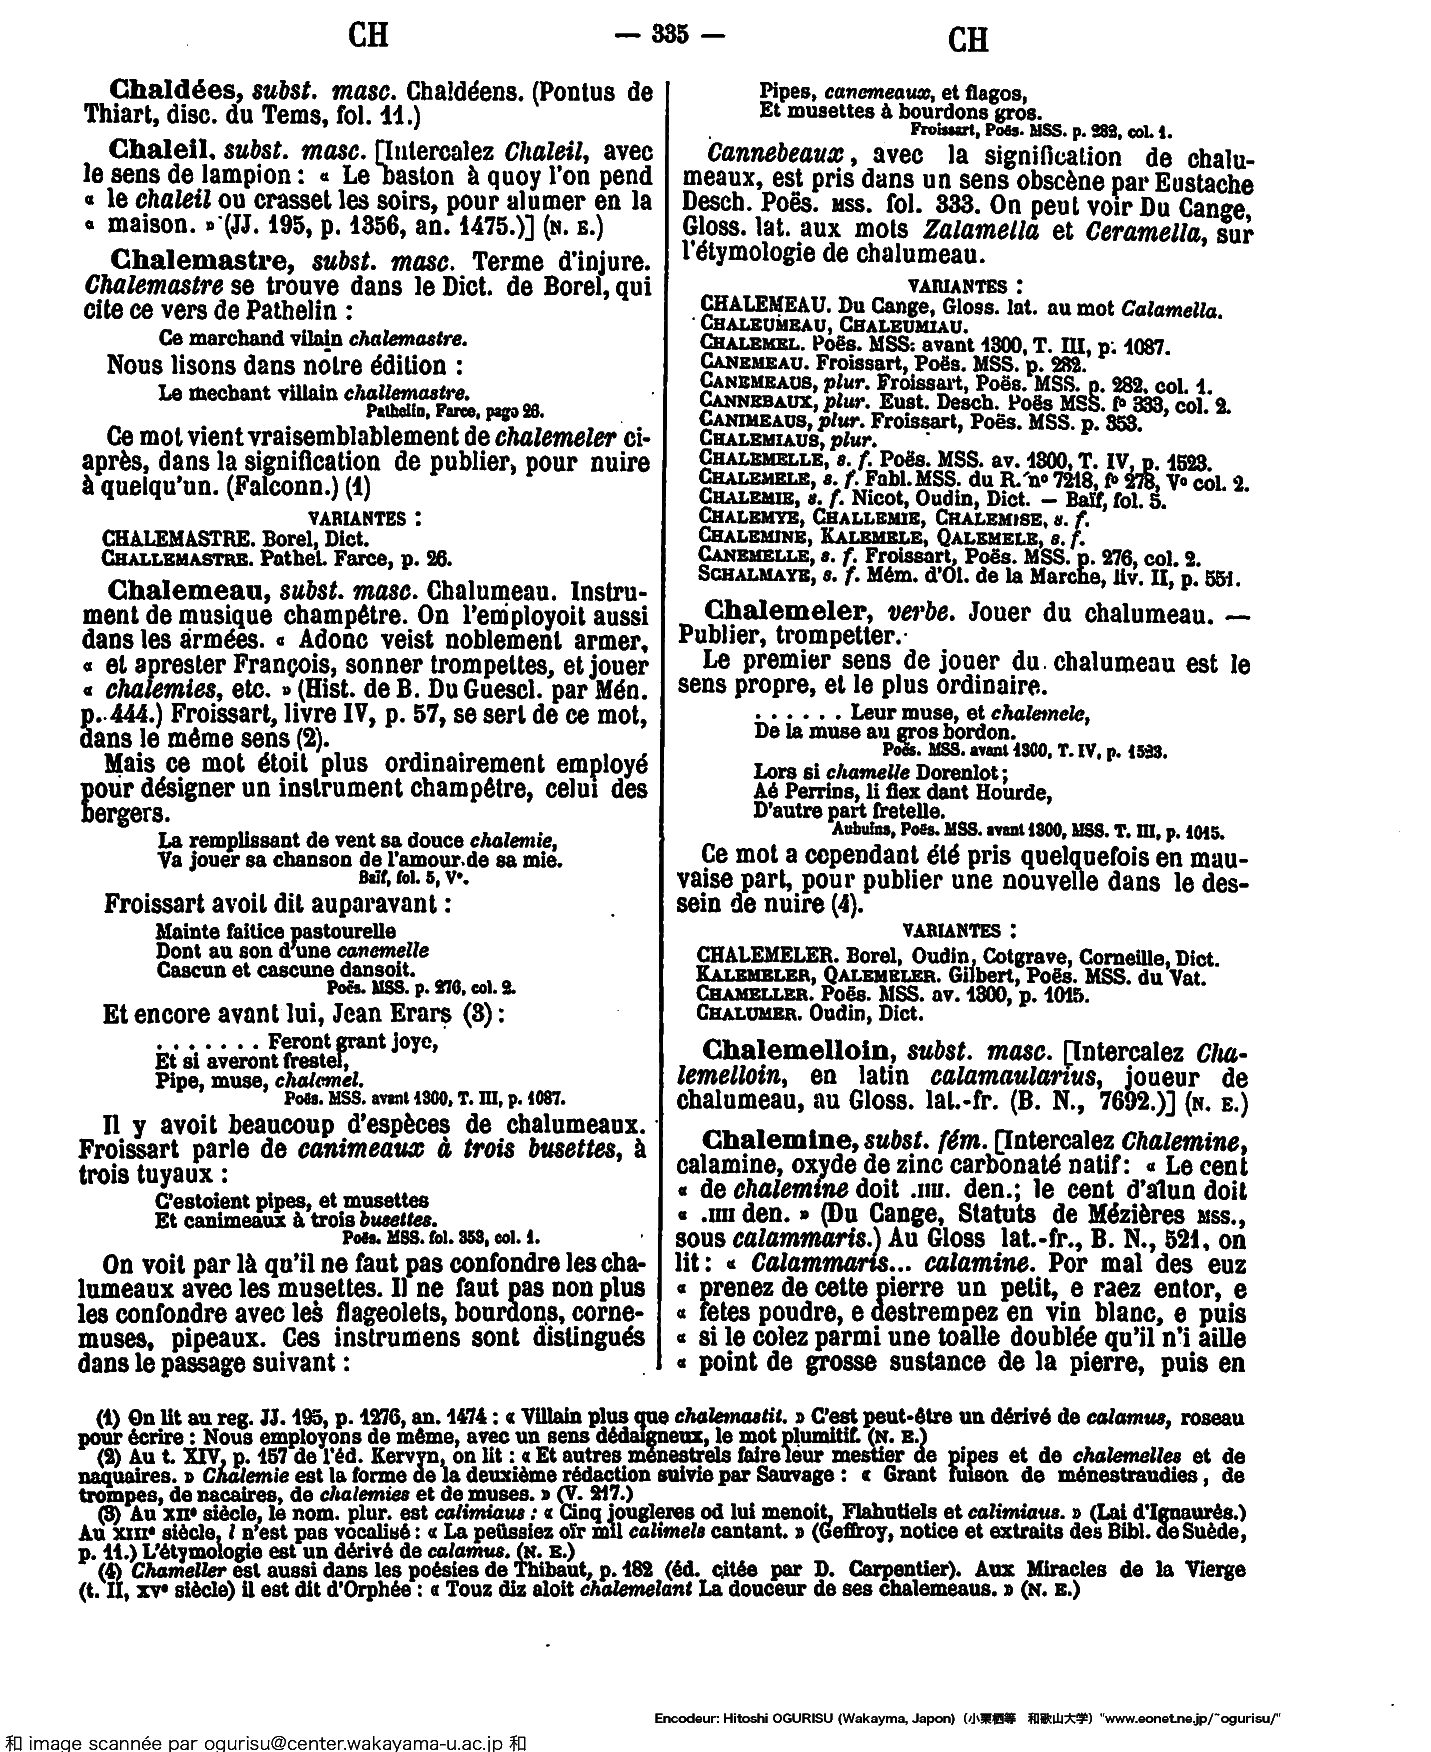 CH
— 335 —
CH
Chaldées, subst. masc. Chaldéens. (Pontus de
Thiart, disc. du Tems, fol. 11.)
Chaleil, subst. masc. [Intercalez Chaleil, avec
le sens de lampion : « Le baston à quoy l'on pend
« le chaleil ou crasset les soirs, pour alumer en la
« maison. » (JJ. 195, p. 1356, an. 1475.)] (N. E.)
Chalemastre, subst. masc. Terme d'injure.
Chalemastre se trouve dans le Dict. de Borel, qui
cite ce vers de Pathelin :
Ce marchand vilain chalemastre.
Nous lisons dans notre édition :
Le mechant villain challemastre.
Pathelin, Farce, page 26.
Ce mot vient vraisemblablement de chalemeler ci-
après, dans la signification de publier, pour nuire
à quelqu'un. (Falconn.) (1)
VARIANTES :
CHALEMASTRE. Borel, Dict.
CHALLEMASTRE. Pathel. Farce, p. 26.
Chalemeau, subst. masc. Chalumeau. Instru-
ment de musique champêtre. On l'employoit aussi
dans les armées. « Adonc veist noblement armer,
« et aprester François, sonner trompettes, et jouer
« chalemies, etc. » (Hist. de B. Du Guescl. par Mén.
p. 444.) Froissart, livre IV, p. 57, se sert de ce mot,
dans le même sens (2).
Mais ce mot étoit plus ordinairement employé
pour désigner un instrument champêtre, celui des
bergers.
La remplissant de vent sa douce chalemie,
Va jouer sa chanson de l'amour de sa mie.
Baïf, fol. 5, V°.
Froissart avoit dit auparavant :
Mainte faitice pastourelle
Dont au son d'une canemelle
Cascun et cascune dansoit.
Poës. MSS. p. 276, col. 2.
Et encore avant lui, Jean Erars (3) :
. . . . . . . Feront grant joye,
Et si averont frestel,
Pipe, muse, chalemel.
Poës. MSS. avant 1300, T. III, p. 1087.
Il y avoit beaucoup d'espèces de chalumeaux.
Froissart parle de canimeaux à trois busettes, à
trois tuyaux :
C'estoient pipes, et musettes
Et canimeaux à trois busettes.
Poës. MSS. fol. 353, col. 1.
On voit par là qu'il ne faut pas confondre les cha-
lumeaux avec les musettes. Il ne faut pas non plus
les confondre avec les flageolets, bourdons, corne-
muses, pipeaux. Ces instrumens sont distingués
dans le passage suivant :
Pipes, canemeaux, et flagos,
Et musettes à bourdons gros.
Froissart, Poës. MSS. p. 282, col. 1.
Cannebeaux, avec la signification de chalu-
meaux, est pris dans un sens obscène par Eustache
Desch. Poës. MSS. fol. 333. On peut voir Du Cange,
Gloss. lat. aux mots Zalamella et Ceramella, sur
l'étymologie de chalumeau.
VARIANTES :
CHALEMEAU. Du Cange, Gloss. lat. au mot Calamella.
CHALEUMEAU, CHALEUMIAU.
CHALEMEL. Poës. MSS. avant 1300, T. III, p. 1087.
CANEMEAU. Froissart, Poës. MSS. p. 282.
CANEMEAUS, plur. Froissart, Poës. MSS. p. 282, col. 1.
CANNEBAUX, plur. Eust. Desch. Poës MSS. f° 333, col. 2.
CANIMEAUS, plur. Froissart, Poës. MSS. p. 353.
CHALEMIAUS, plur.
CHALEMELLE, s. f. Poës. MSS. av. 1300, T. IV, p. 1523.
CHALEMELE, s. f. Fabl. MSS. du R. n° 7218, f° 278, V° col. 2.
CHALEMIE, s. f. Nicot, Oudin, Dict. — Baïf, fol. 5.
CHALEMYE, CHALLEMIE, CHALEMISE, s. f.
CHALEMINE, KALEMELE, QALEMELE, s. f.
CANEMELLE, s. f. Froissart, Poës. MSS. p. 276, col. 2.
SCHALMAYE, s. f. Mém. d'Ol. de la Marche, liv. II, p. 551.
Chalemeler, verbe. Jouer du chalumeau. —
Publier, trompetter.
Le premier sens de jouer du chalumeau est le
sens propre, et le plus ordinaire.
. . . . . . Leur muse, et chalemele,
De la muse au gros bordon.
Poës. MSS. avant 1300, T. IV, p. 1523.
Lors si chamelle Dorenlot ;
Aé Perrins, li flex dant Hourde,
D'autre part fretelle.
Aubuins, Poës. MSS. avant 1300, MSS. T. III, p. 1015.
Ce mot a cependant été pris quelquefois en mau-
vaise part, pour publier une nouvelle dans le des-
sein de nuire (4).
VARIANTES :
CHALEMELER. Borel, Oudin, Cotgrave, Corneille, Dict.
KALEMELER, QALEMELER. Gilbert, Poës. MSS. du Vat.
CHAMELLER. Poës. MSS. av. 1300, p. 1015.
CHALUMER. Oudin, Dict.
Chalemelloin, subst. masc. [Intercalez Cha-
lemelloin, en latin calamaularius, joueur de
chalumeau, au Gloss. lat.-fr. (B. N., 7692.)] (N. E.)
Chalemine, subst. fém. [Intercalez Chalemine,
calamine, oxyde de zinc carbonaté natif : « Le cent
« de chalemine doit .IIII. den.; le cent d'alun doit
« .IIII den. » (Du Cange, Statuts de Mézières MSS.,
sous calammaris.) Au Gloss lat.-fr., B. N., 521, on
lit : « Calammaris... calamine. Por mal des euz
« prenez de cette pierre un petit, e raez entor, e
« fetes poudre, e destrempez en vin blanc, e puis
« si le colez parmi une toalle doublée qu'il n'i aille
« point de grosse sustance de la pierre, puis en
(1) On lit au reg. JJ. 195, p. 1276, an. 1474 : « Villain plus que chalemastit. » C'est peut-être un dérivé de calamus, roseau
pour écrire : Nous employons de même, avec un sens dédaigneux, le mot plumitif. (N. E.)
(2) Au t. XIV, p. 157 de l'éd. Kervyn, on lit : « Et autres ménestrels faire leur mestier de pipes et de chalemelles et de
naquaires. » Chalemie est la forme de la deuxième rédaction suivie par Sauvage : « Grant fuison de ménestraudies, de
trompes, de nacaires, de chalemies et de muses. » (V. 217.)
(3) Au XIIe siècle, le nom. plur. est calimiaus : « Cinq jougleres od lui menoit, Flahutiels et calimiaus. » (Lai d'Ignaurès.)
Au XIIIe siècle, l n'est pas vocalisé : « La peüssiez oïr mil calimels cantant. » (Geffroy, notice et extraits des Bibl. de Suède,
p. 11.) L'étymologie est un dérivé de calamus. (N. E.)
(4) Chameller est aussi dans les poésies de Thibaut, p. 182 (éd. citée par D. Carpentier). Aux Miracles de la Vierge
(t. II, XVe siècle) il est dit d'Orphée : « Touz diz aloit chalemelant La douceur de ses chalemeaus. » (N. E.)
Encodeur: Hitoshi OGURISU (Wakayma, Japon) (小栗栖等 和歌山大学) "www.eonet.ne.jp/~ogurisu/"
和 image scannée par ogurisu@center.wakayama-u.ac.jp 和